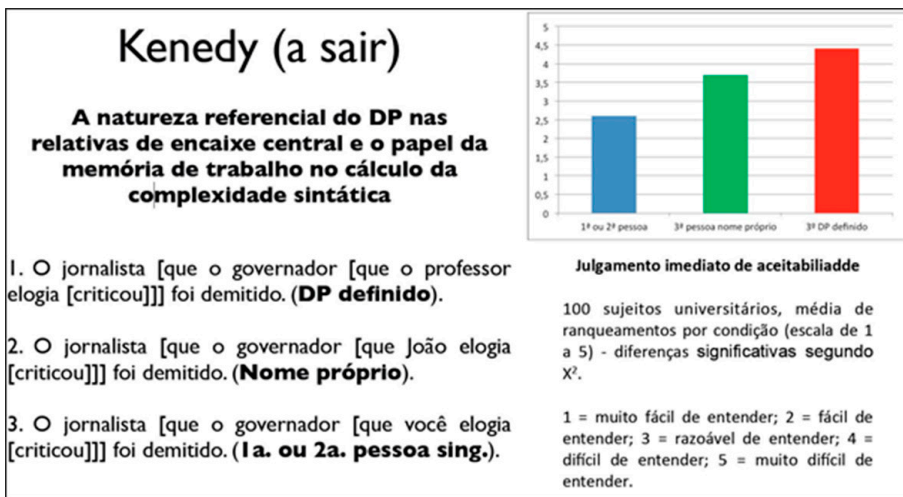 Kenedy (a sair)
A natureza referencial do DP nas
relativas de encaixe central e o papel da
memória de trabalho no cálculo da
complexidade sintática
1. O jornalista [que o governador [que o professor
elogia [criticou]]] foi demitido. (DP definido).
2. O jornalista [que o governador [que João elogia
[criticou]]] foi demitido. (Nome próprio).
3. O jornalista [que o governador [que você elogia
[criticou]]] foi demitido. (1a. ou 2a. pessoa sing.).
5
4,5
4
3,5
3
2,5
2
1,5
1
0,5
0
1ª ou 2ª pessoa
3ª pessoa nome próprio
3ª DP definido
Julgamento imediato de aceitabiliadde
100 sujeitos universitários, média de
ranqueamentos por condição (escala de 1
a 5) - diferenças significativas segundo
X².
1 = muito fácil de entender; 2 = fácil de
entender; 3 = razoável de entender; 4 =
difícil de entender; 5 = muito difícil de
entender.